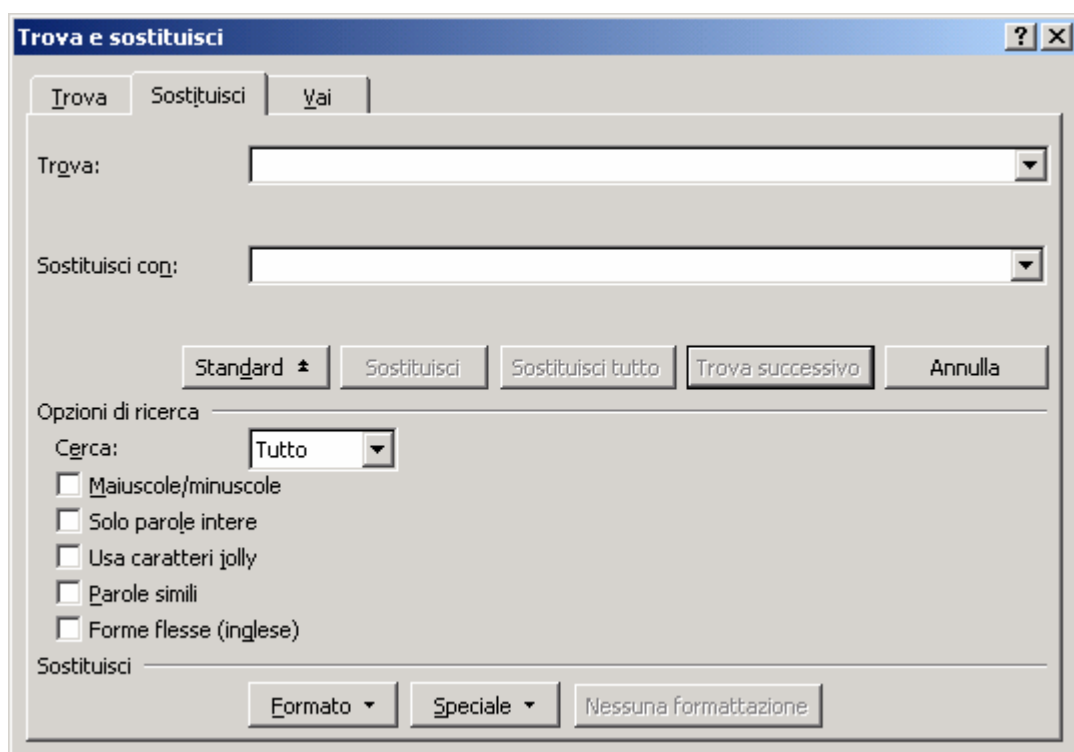 Trova e sostituisci
Trova Sostituisci Vai
Trova:
Sostituisci con:
Standard Sostituisci Sostituisci tutto Trova successivo Annulla
Opzioni di ricerca
Cerca: Tutto
Maiuscole/minuscole
Solo parole intere
Usa caratteri jolly
Parole simili
Forme flesse (inglese)
Sostituisci
Formato Speciale Nessuna formattazione